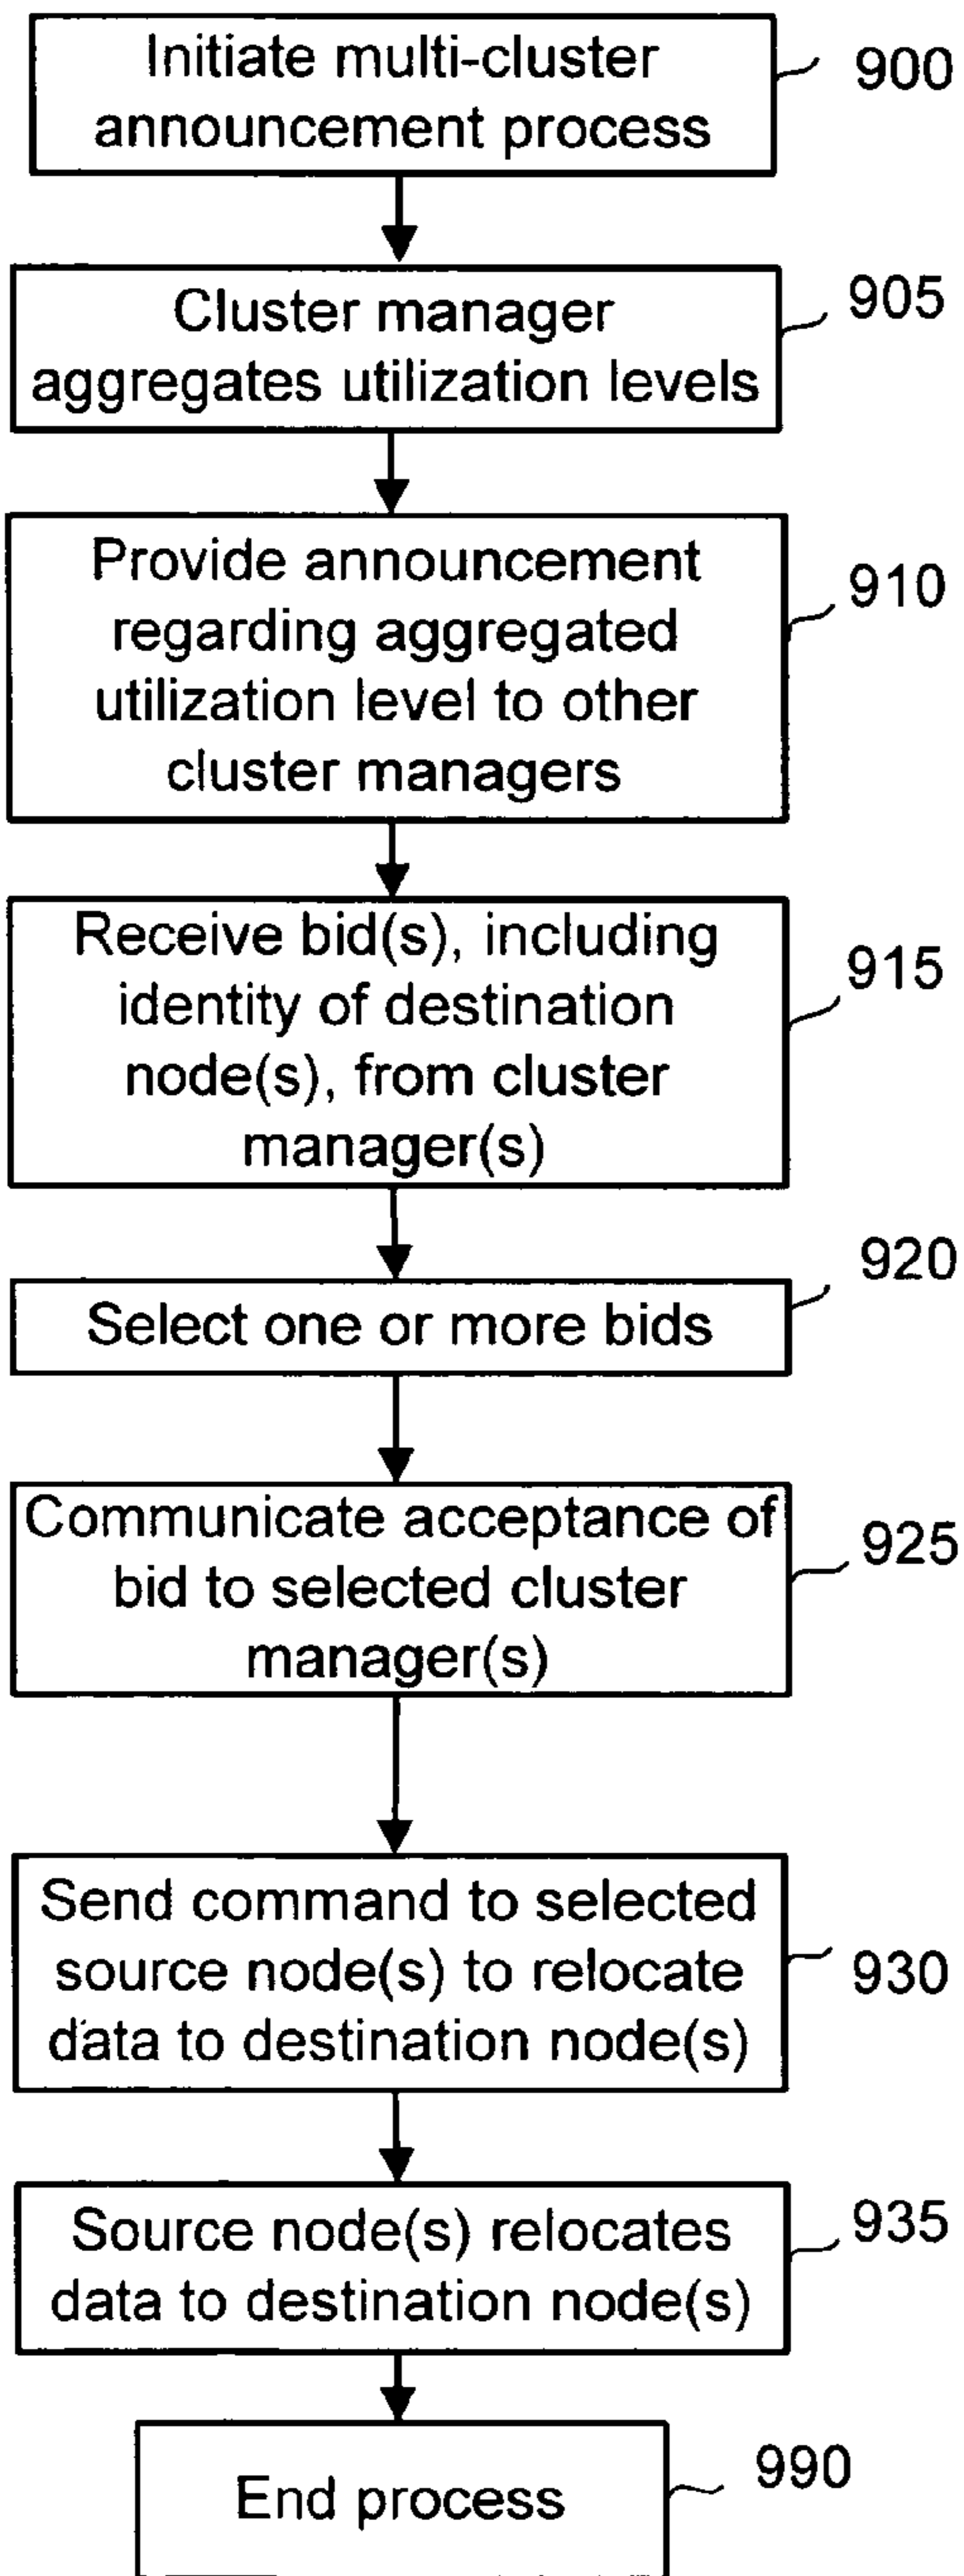 Initiate multi-cluster
announcement process
900
Cluster manager
aggregates utilization levels
905
Provide announcement
regarding aggregated
utilization level to other
cluster managers
910
Receive bid(s), including
identity of destination
node(s), from cluster
manager(s)
915
Select one or more bids
920
Communicate acceptance of
bid to selected cluster
manager(s)
925
Send command to selected
source node(s) to relocate
data to destination node(s)
930
Source node(s) relocates
data to destination node(s)
935
End process
990